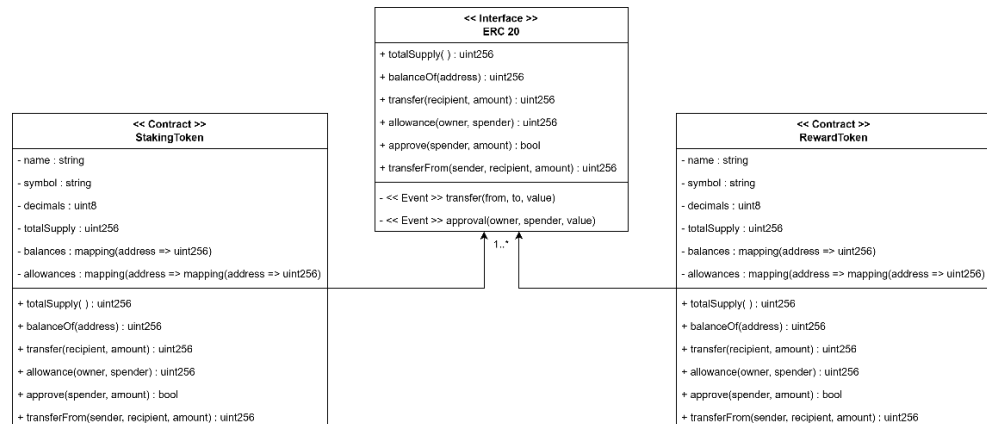 << Interface >>
ERC 20
+ totalSupply( ) : uint256
+ balanceOf(address) : uint256
+ transfer(recipient, amount) : uint256
+ allowance(owner, spender) : uint256
+ approve(spender, amount) : bool
+ transferFrom(sender, recipient, amount) : uint256
- << Event >> transfer(from, to, value)
- << Event >> approval(owner, spender, value)
1..*
<< Contract >>
StakingToken
- name : string
- symbol : string
- decimals : uint8
- totalSupply : uint256
- balances : mapping(address => uint256)
- allowances : mapping(address => mapping(address => uint256)
+ totalSupply( ) : uint256
+ balanceOf(address) : uint256
+ transfer(recipient, amount) : uint256
+ allowance(owner, spender) : uint256
+ approve(spender, amount) : bool
+ transferFrom(sender, recipient, amount) : uint256
<< Contract >>
RewardToken
- name : string
- symbol : string
- decimals : uint8
- totalSupply : uint256
- balances : mapping(address => uint256)
- allowances : mapping(address => mapping(address => uint256)
+ totalSupply( ) : uint256
+ balanceOf(address) : uint256
+ transfer(recipient, amount) : uint256
+ allowance(owner, spender) : uint256
+ approve(spender, amount) : bool
+ transferFrom(sender, recipient, amount) : uint256